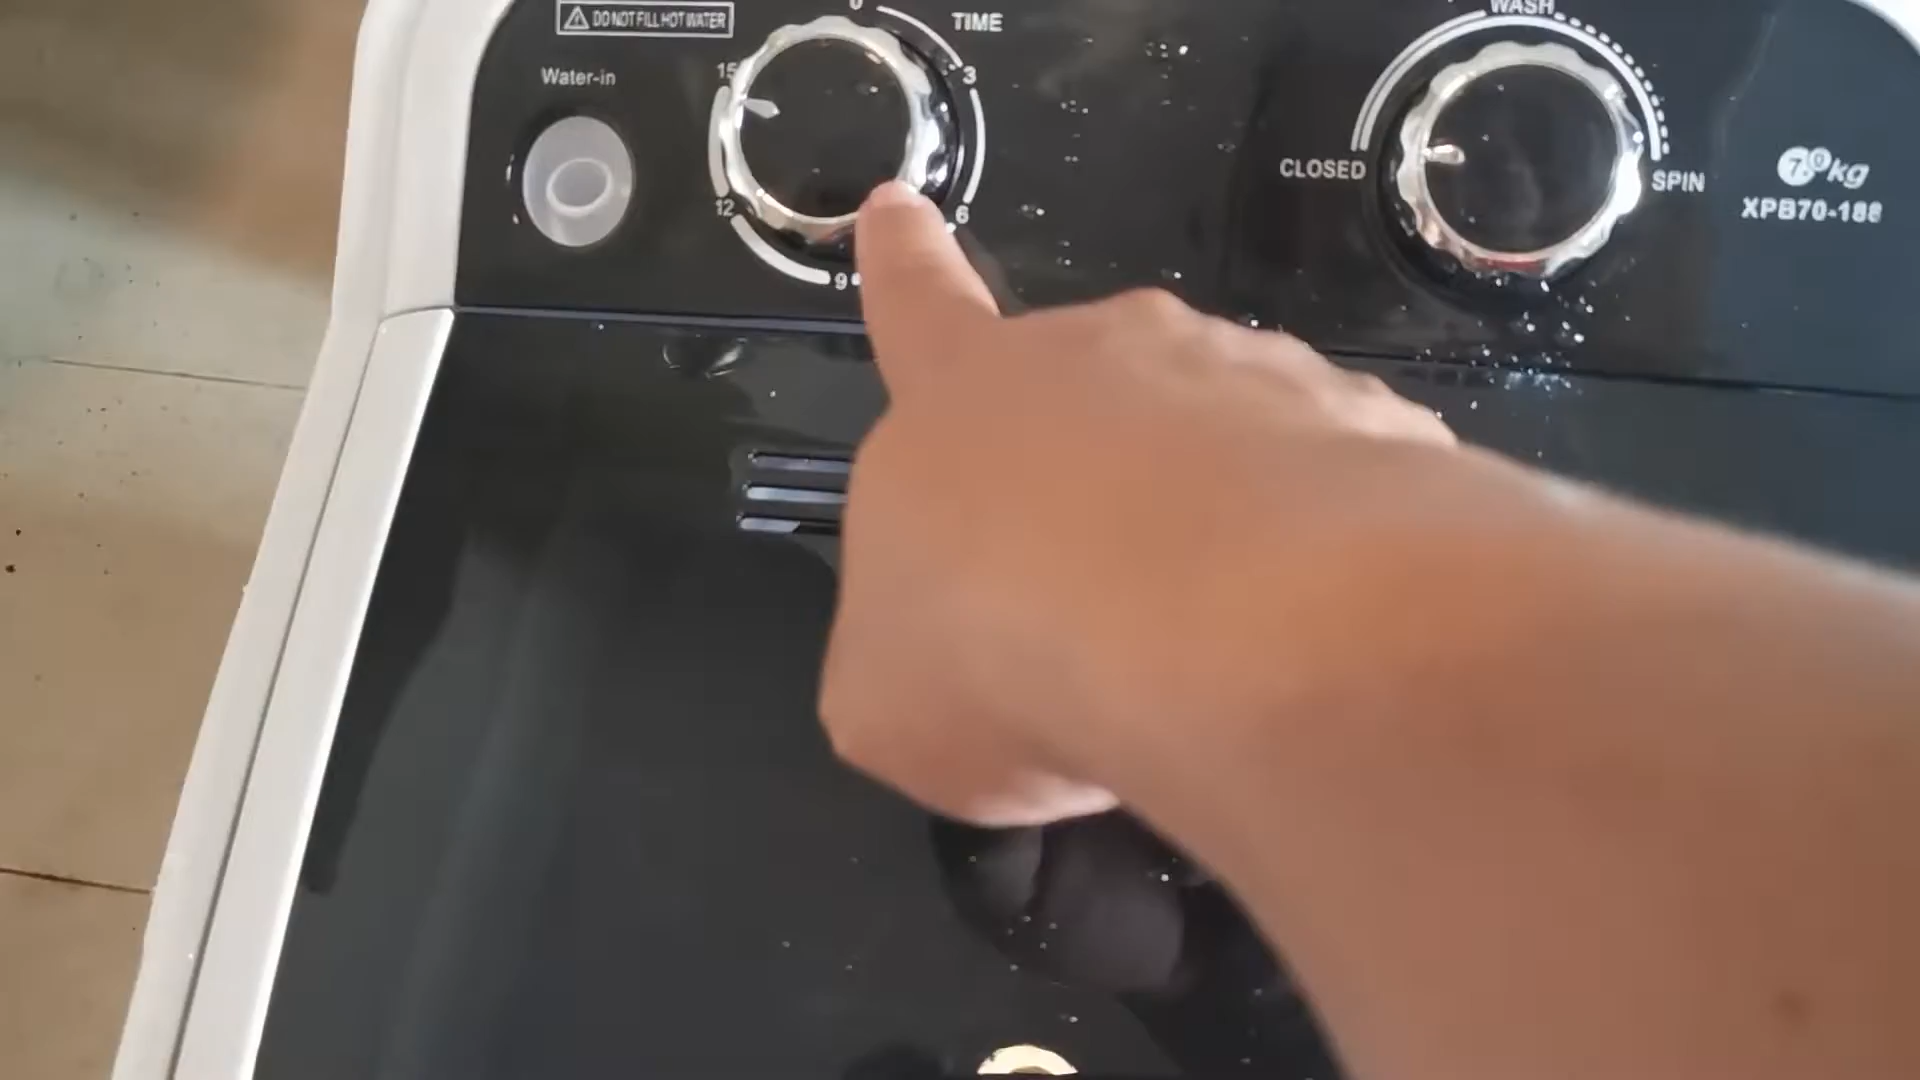 DO NOT FILL HOT WATER
Water-in
0
TIME
3
6
9
12
15
WASH
CLOSED
SPIN
7.0kg
XPB70-188